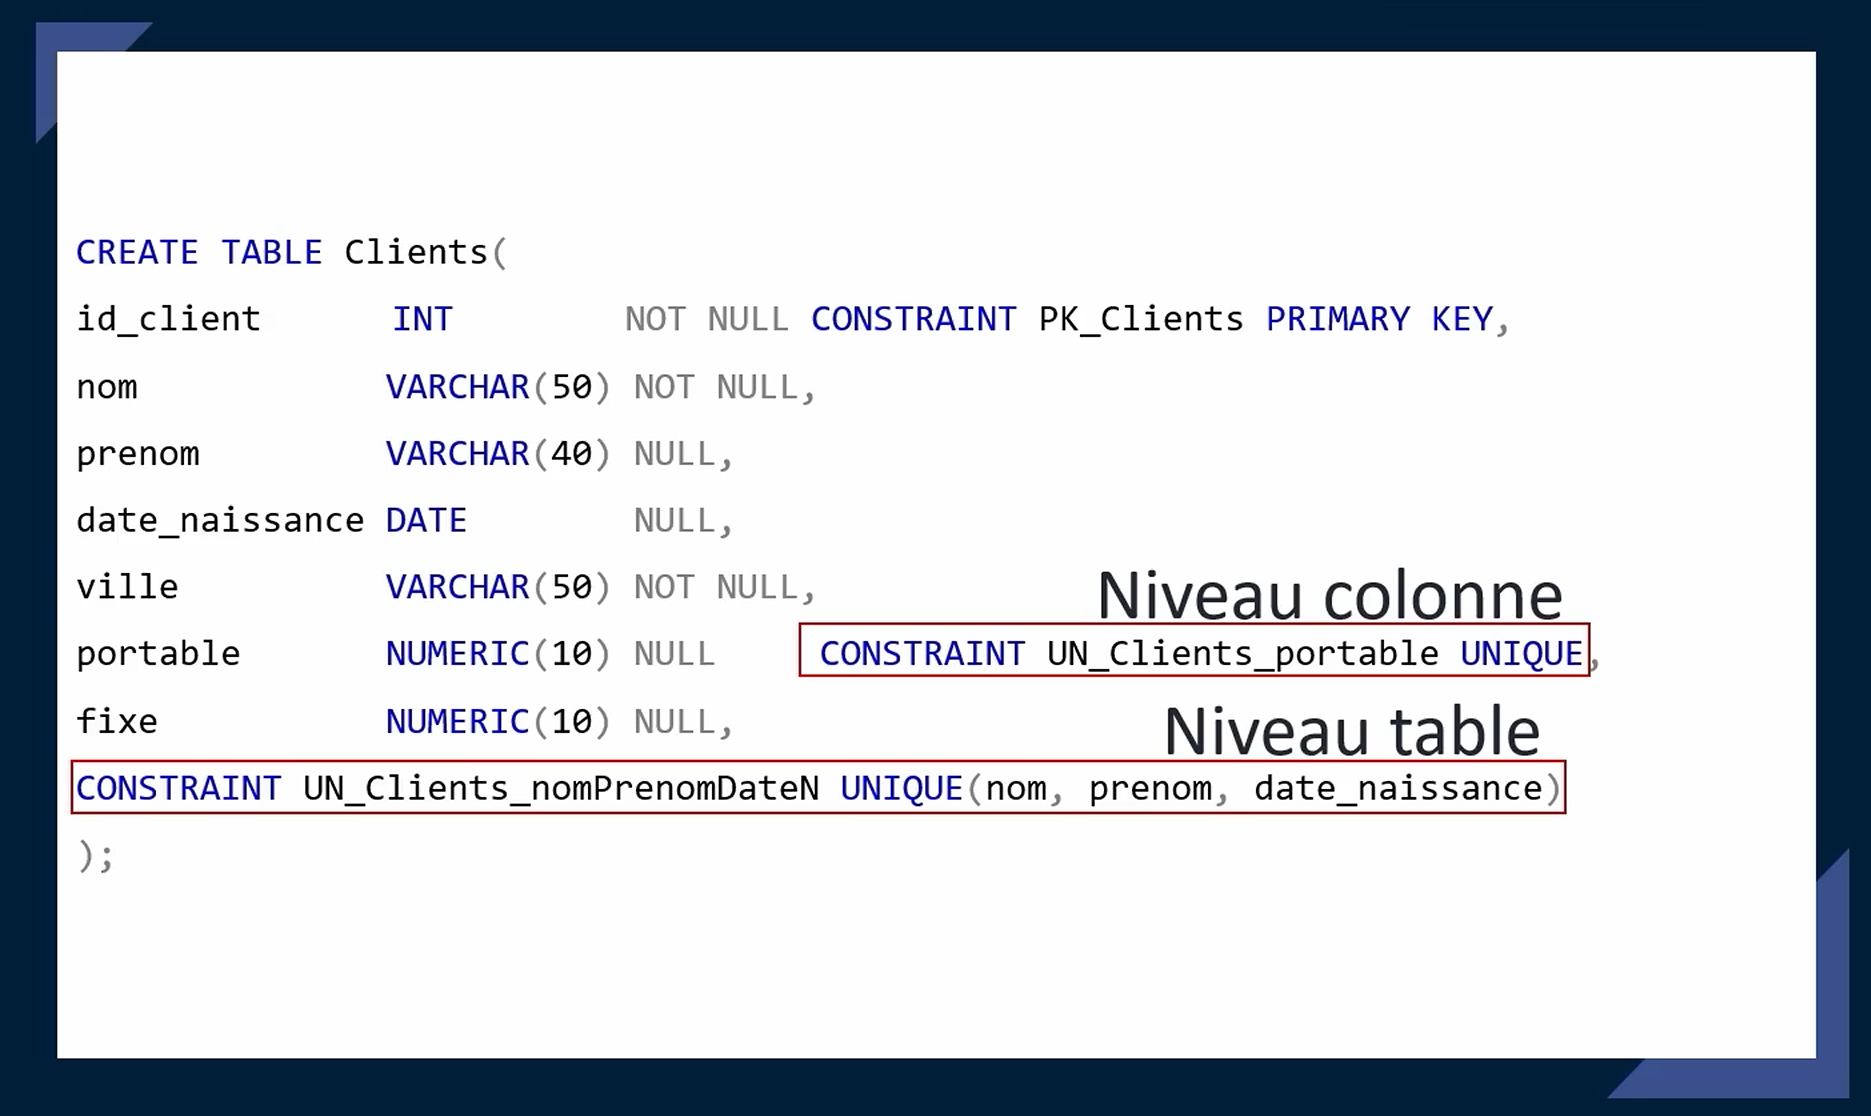 CREATE TABLE Clients(
id_client INT NOT NULL CONSTRAINT PK_Clients PRIMARY KEY,
nom VARCHAR(50) NOT NULL,
prenom VARCHAR(40) NULL,
date_naissance DATE NULL,
ville VARCHAR(50) NOT NULL,
Niveau colonne
portable NUMERIC(10) NULL CONSTRAINT UN_Clients_portable UNIQUE,
fixe NUMERIC(10) NULL,
Niveau table
CONSTRAINT UN_Clients_nomPrenomDateN UNIQUE(nom, prenom, date_naissance)
);